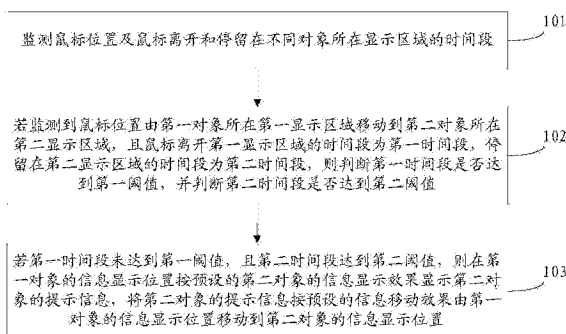 101
监测鼠标位置及鼠标离开和停留在不同对象所在显示区域的时间段
102
若监测到鼠标位置由第一对象所在第一显示区域移动到第二对象所在
第二显示区域，且鼠标离开第一显示区域的时间段为第一时间段，停
留在第二显示区域的时间段为第二时间段，则判断第一时间段是否达
到第一阈值，并判断第二时间段是否达到第二阈值
103
若第一时间段未达到第一阈值，且第二时间段达到第二阈值，则在第
一对象的信息显示位置按预设的第二对象的信息显示效果显示第二对
象的提示信息，将第二对象的提示信息按预设的信息移动效果由第一
对象的信息显示位置移动到第二对象的信息显示位置